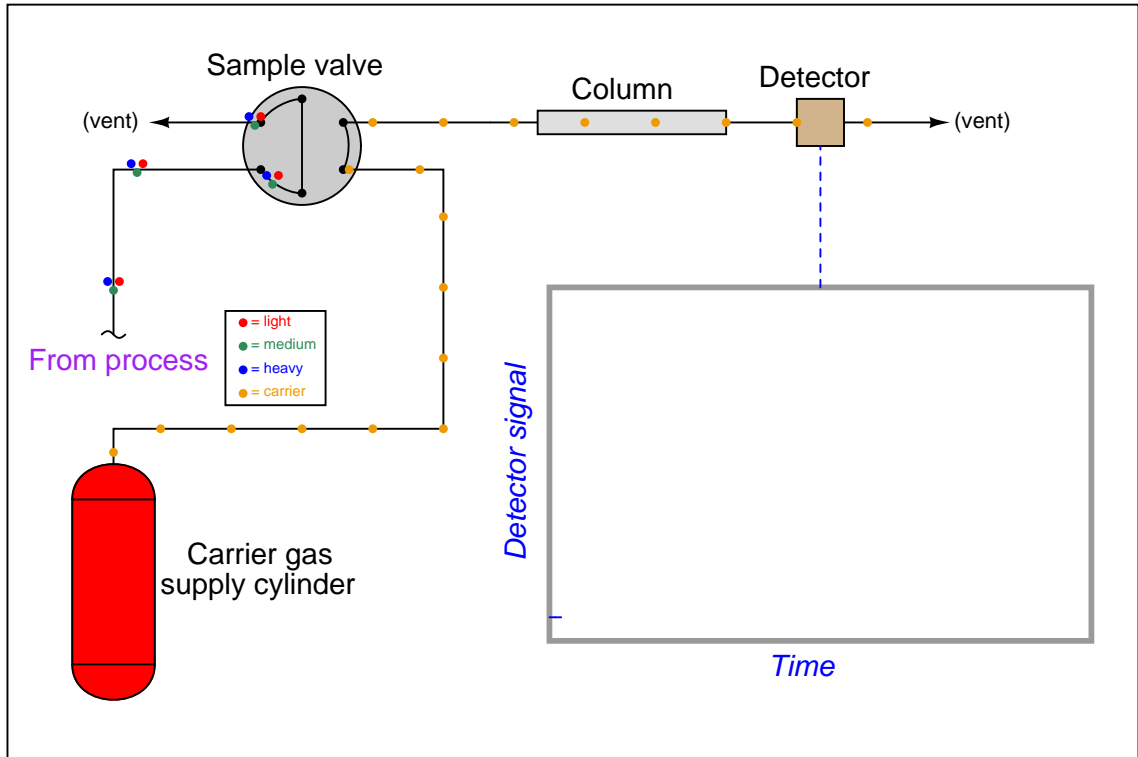 Sample valve
Column
Detector
(vent)
(vent)
= light
= medium
= heavy
= carrier
From process
Detector signal
Carrier gas
supply cylinder
Time